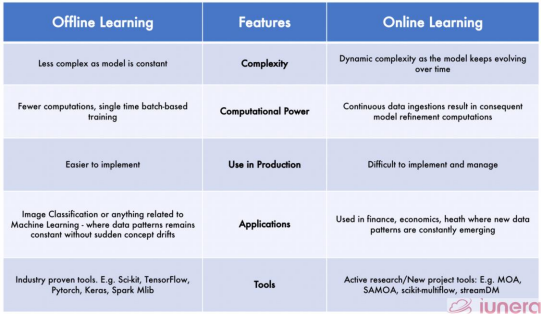 Offline Learning
Features
Online Learning
Less complex as model is constant
Complexity
Dynamic complexity as the model keeps evolving
over time
Fewer computations, single time batch-based
training
Computational Power
Continuous data ingestions result in consequent
model refinement computations
Easier to implement
Use in Production
Difficult to implement and manage
Image Classification or anything related to
Machine Learning - where data patterns remains
constant without sudden concept drifts
Applications
Used in finance, economics, heath where new data
patterns are constantly emerging
Industry proven tools. E.g. Sci-kit, TensorFlow,
Pytorch, Keras, Spark Mlib
Tools
Active research/New project tools: E.g. MOA,
SAMOA, scikit-multiflow, streamDM
iunera